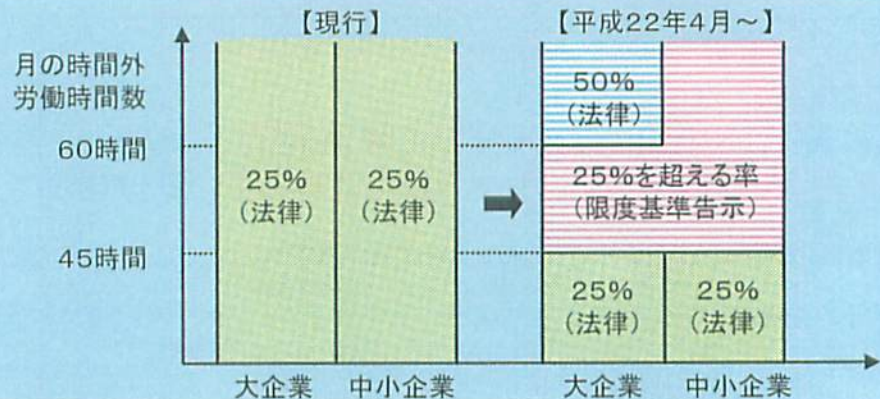 【現行】
【平成22年4月~】
月の時間外
労働時間数
60時間
45時間
25%
(法律)
25%
(法律)
50%
(法律)
25%を超える率
(限度基準告示)
25%
(法律)
25%
(法律)
大企業
中小企業
大企業
中小企業